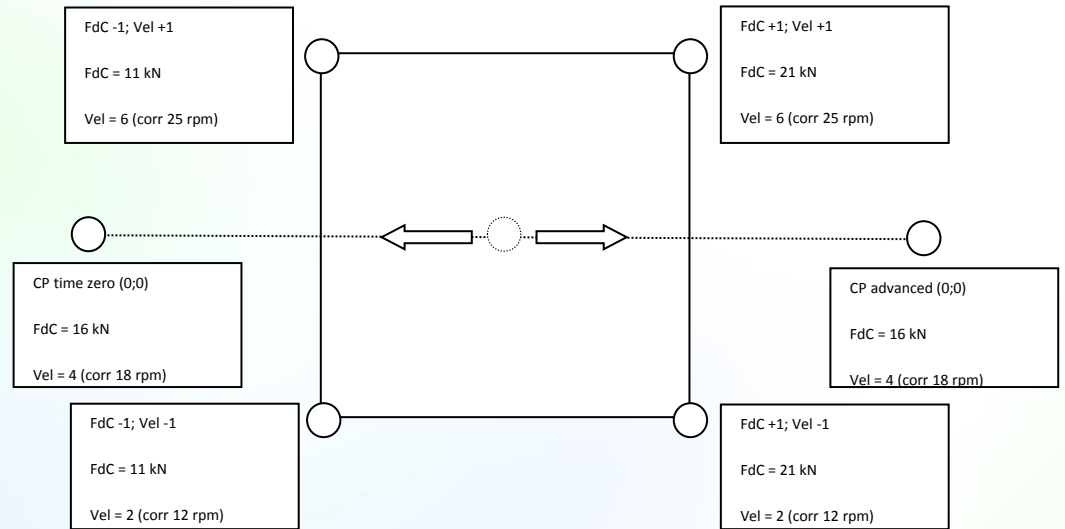 FdC -1; Vel +1
FdC = 11 kN
Vel = 6 (corr 25 rpm)
FdC +1; Vel +1
FdC = 21 kN
Vel = 6 (corr 25 rpm)
CP time zero (0;0)
FdC = 16 kN
Vel = 4 (corr 18 rpm)
CP advanced (0;0)
FdC = 16 kN
Vel = 4 (corr 18 rpm)
FdC -1; Vel -1
FdC = 11 kN
Vel = 2 (corr 12 rpm)
FdC +1; Vel -1
FdC = 21 kN
Vel = 2 (corr 12 rpm)